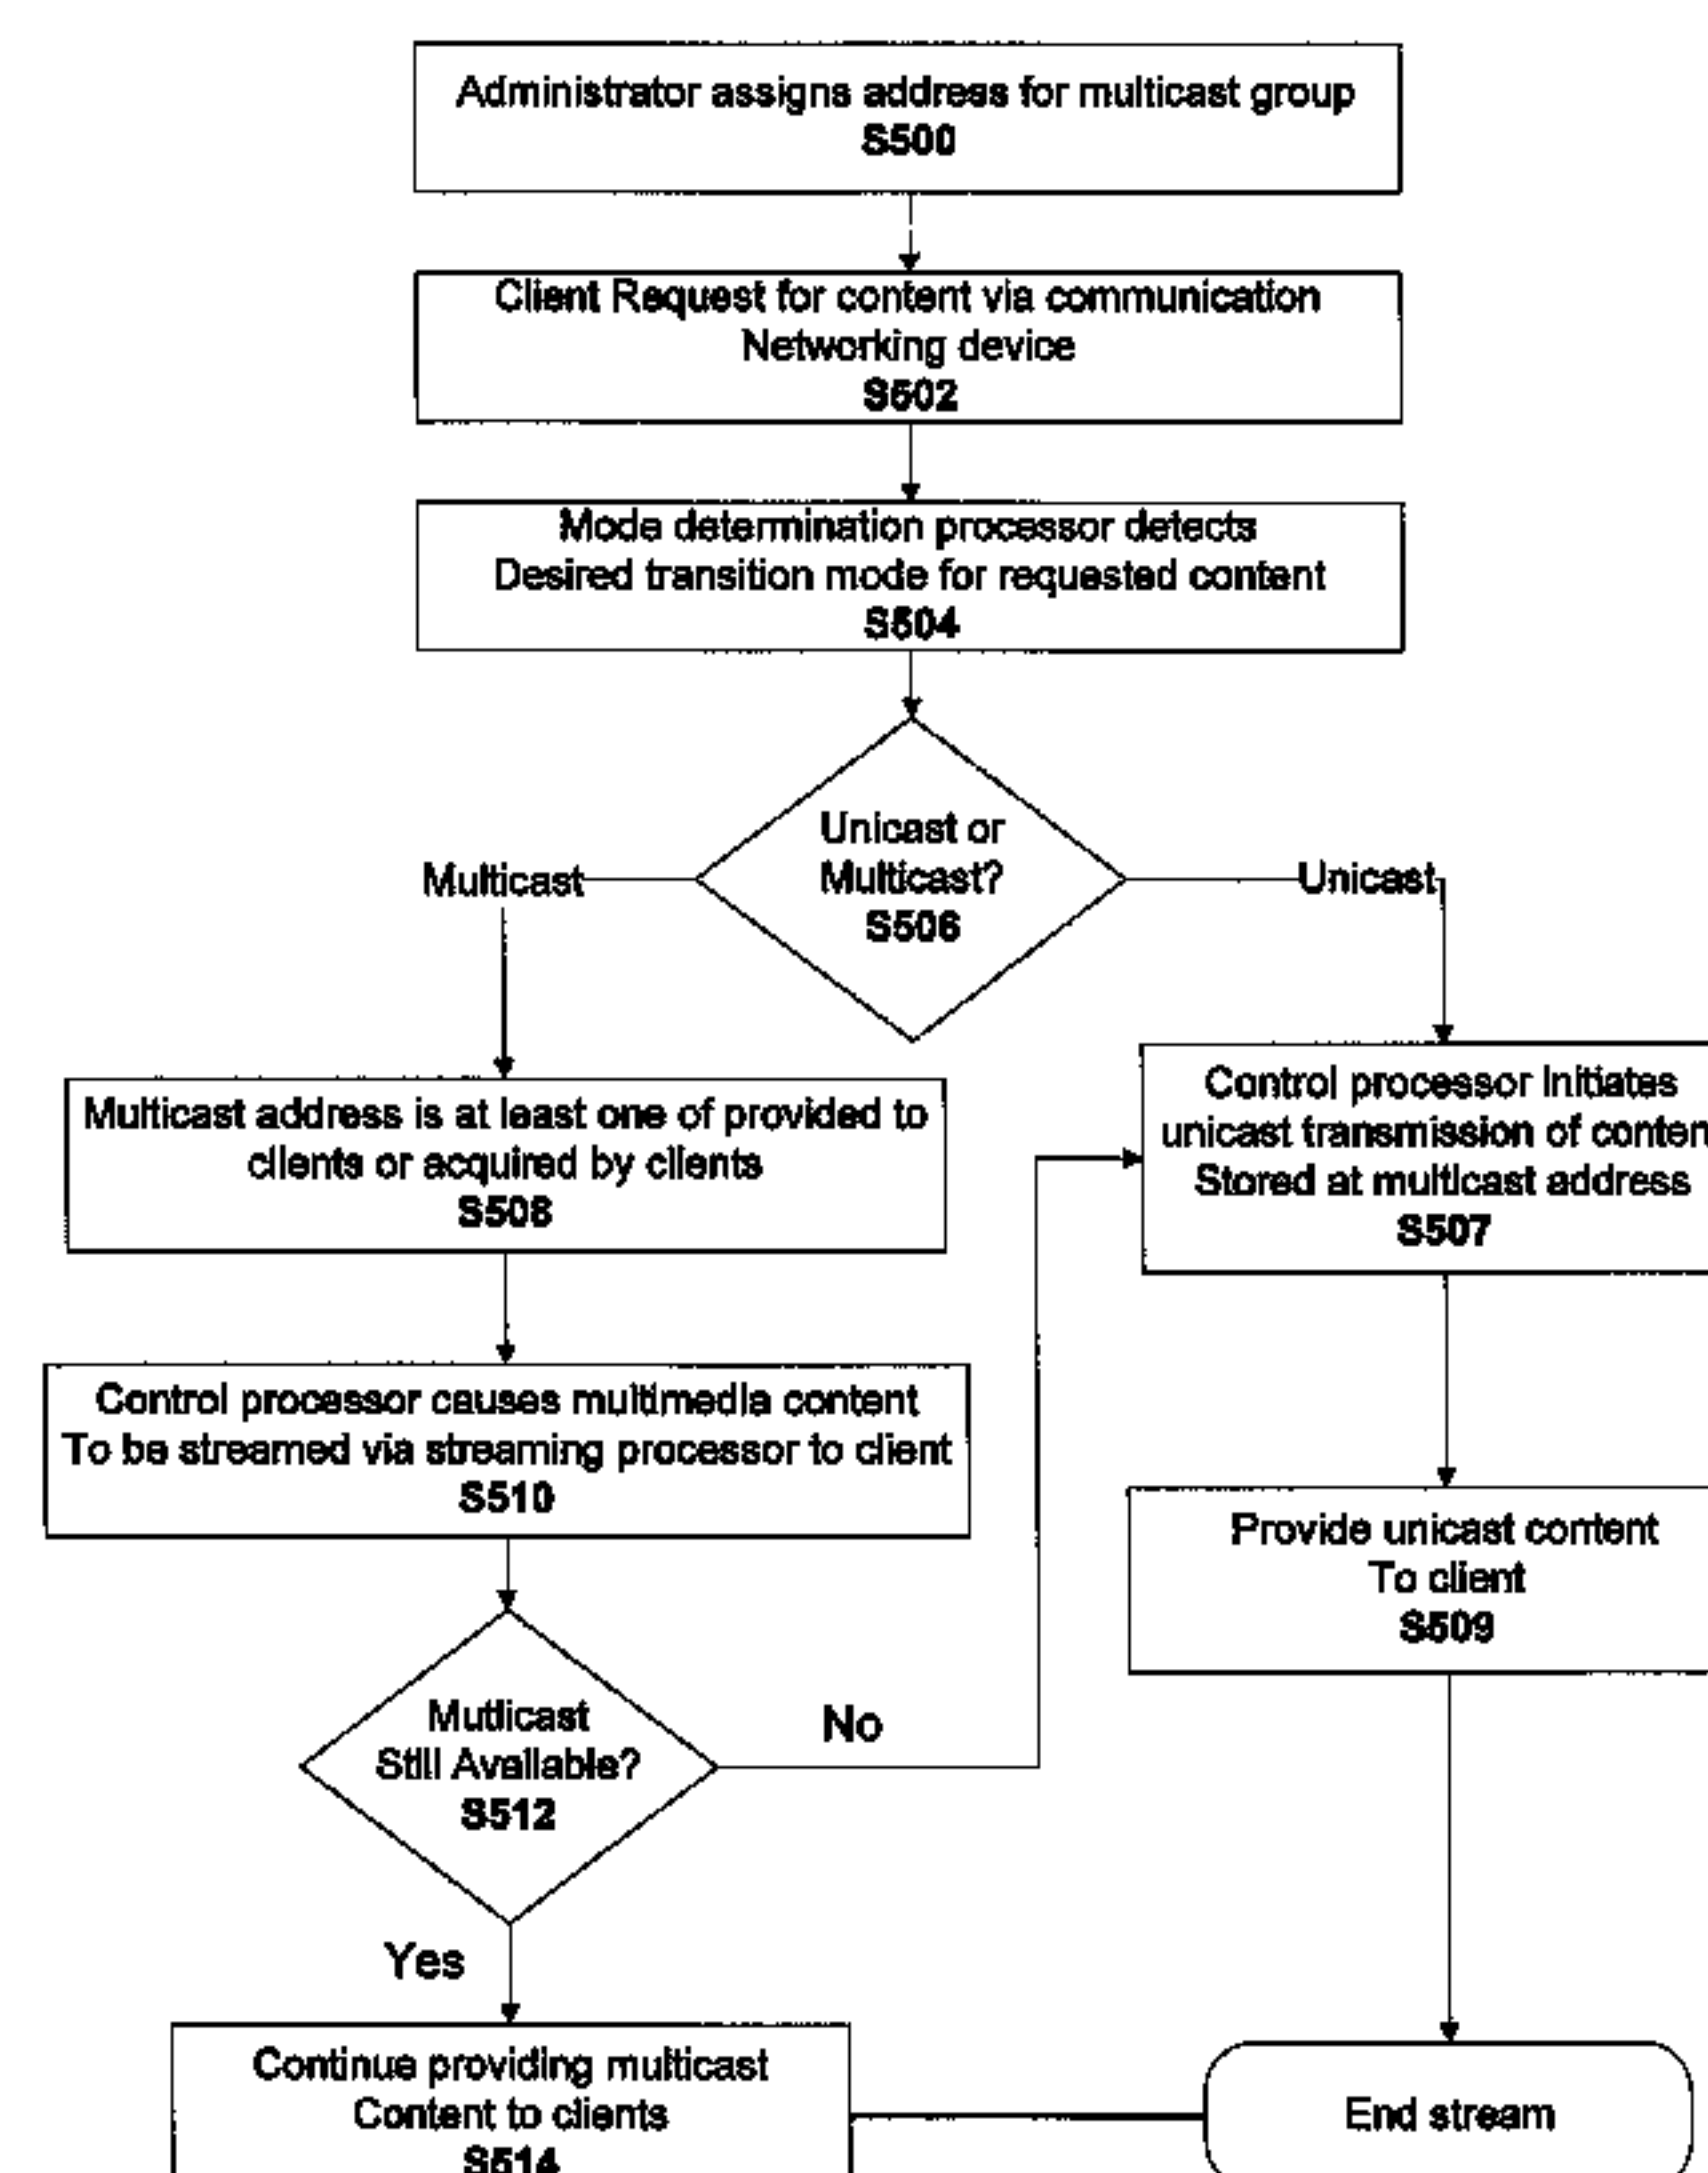 Administrator assigns address for multicast group
S500
Client Request for content via communication
Networking device
S502
Mode determination processor detects
Desired transition mode for requested content
S504
Unicast or
Multicast?
S506
Multicast
Unicast
Multicast address is at least one of provided to
clients or acquired by clients
S508
Control processor Initiates
unicast transmission of conten
Stored at multicast address
S507
Control processor causes multimedia content
To be streamed via streaming processor to client
S510
Provide unicast content
To client
S509
Mutlicast
Still Available?
S512
No
Yes
Continue providing multicast
Content to clients
S514
End stream